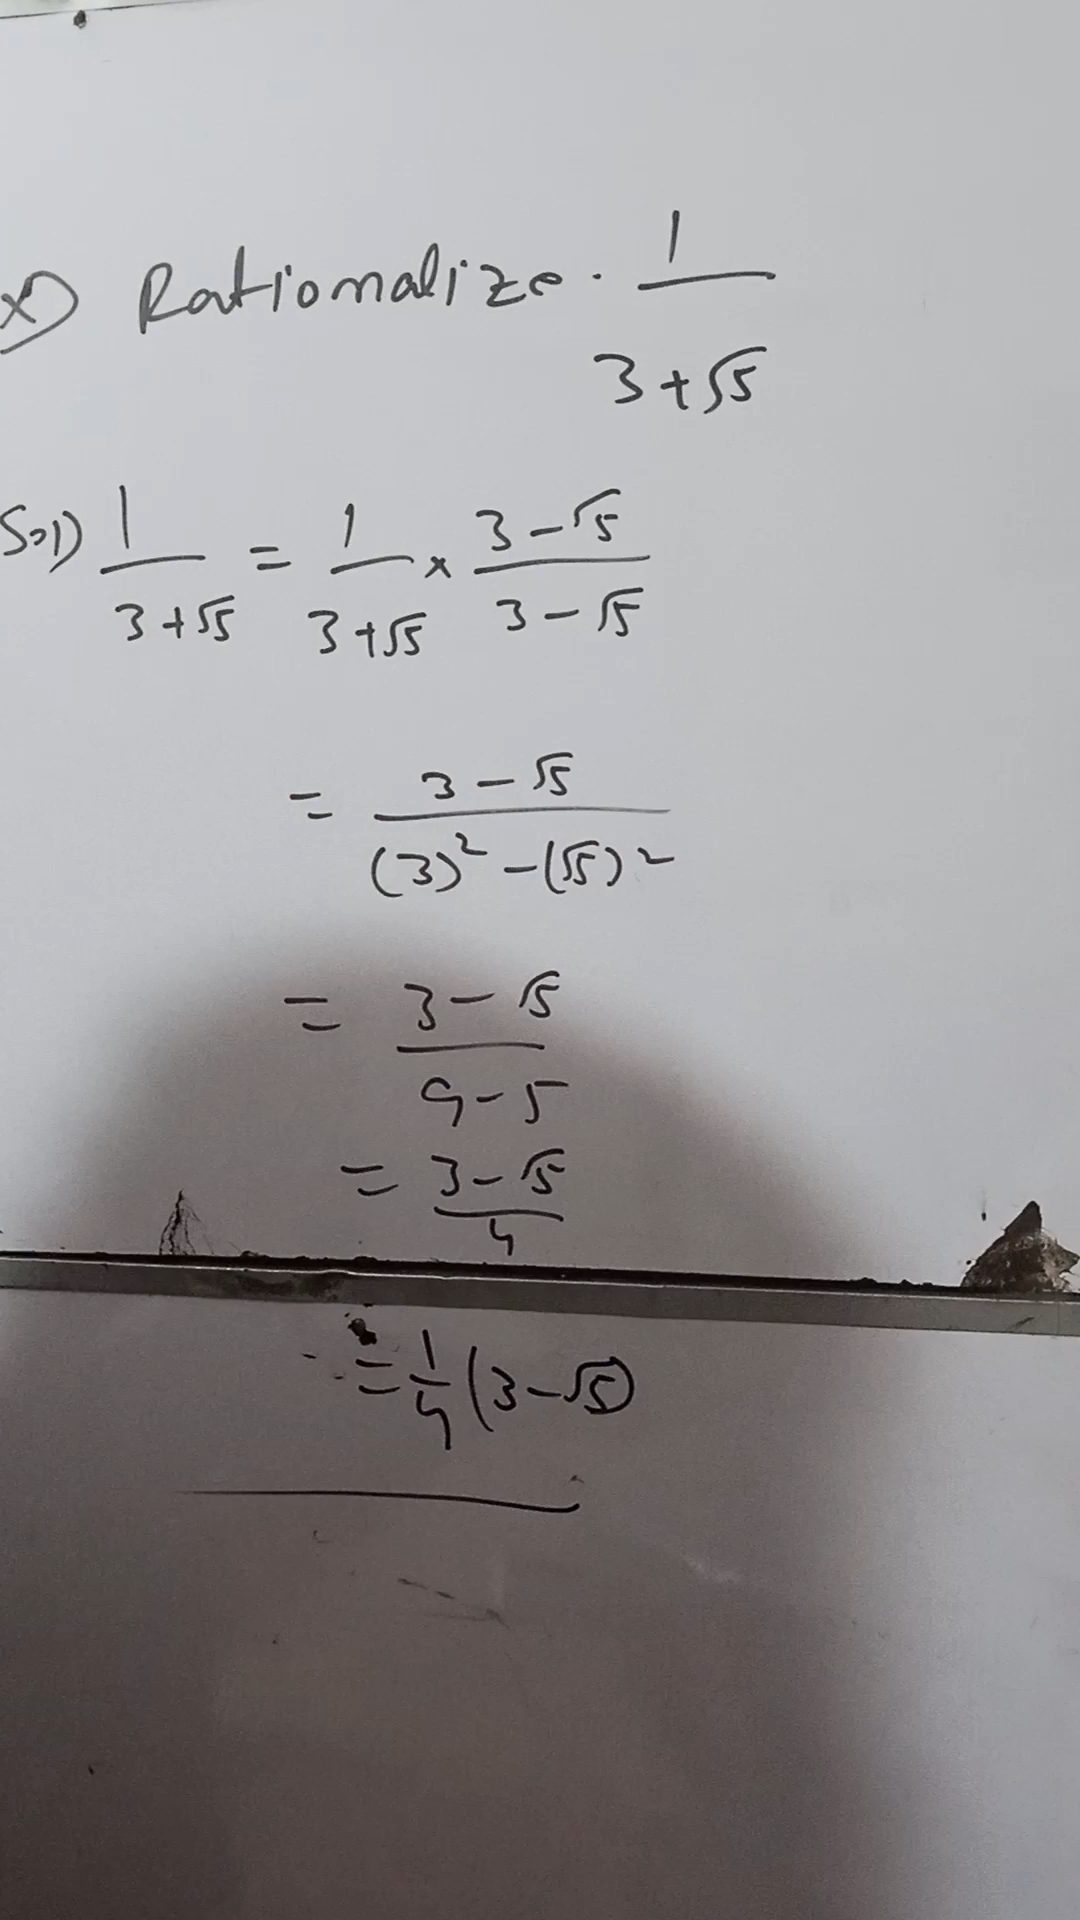 x) Rationalize. 1/(3+√5)
Sol) 1/(3+√5) = 1/(3+√5) × (3-√5)/(3-√5)
= (3-√5)/((3)²-(√5)²)
= (3-√5)/(9-5)
= (3-√5)/4
= 1/4 (3-√5)